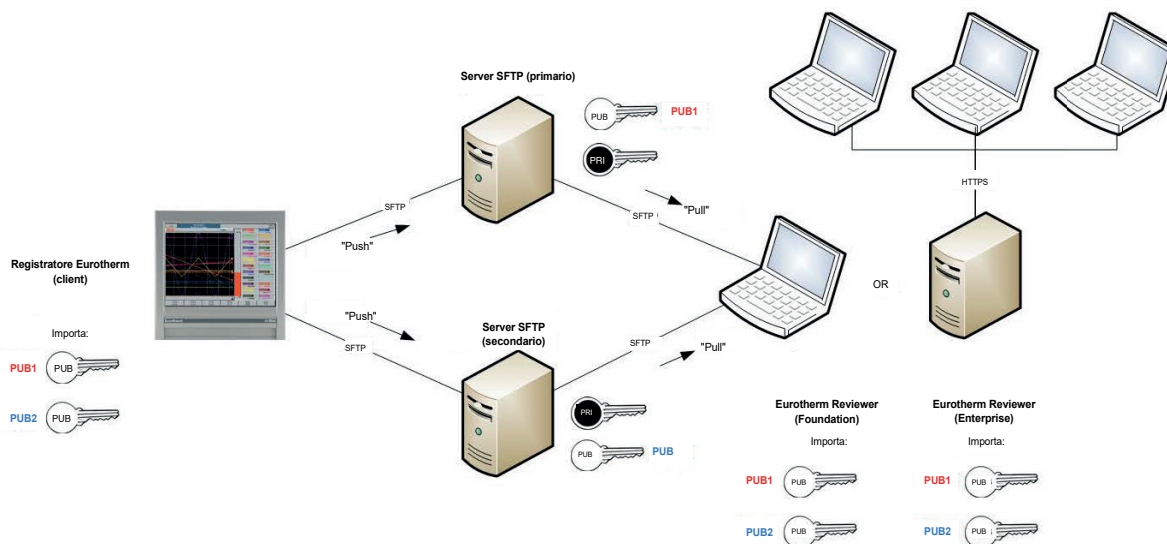 Server SFTP (primario)
PUB
PUB1
PRI
HTTPS
SFTP
"Push"
"Pull"
SFTP
Registratore Eurotherm
(client)
Importa:
PUB1
PUB
PUB2
PUB
"Push"
SFTP
Server SFTP
(secondario)
SFTP
"Pull"
OR
PRI
PUB
PUB
Eurotherm Reviewer
(Foundation)
Importa:
PUB1
PUB
PUB2
PUB
Eurotherm Reviewer
(Enterprise)
Importa:
PUB1
PUB
PUB2
PUB